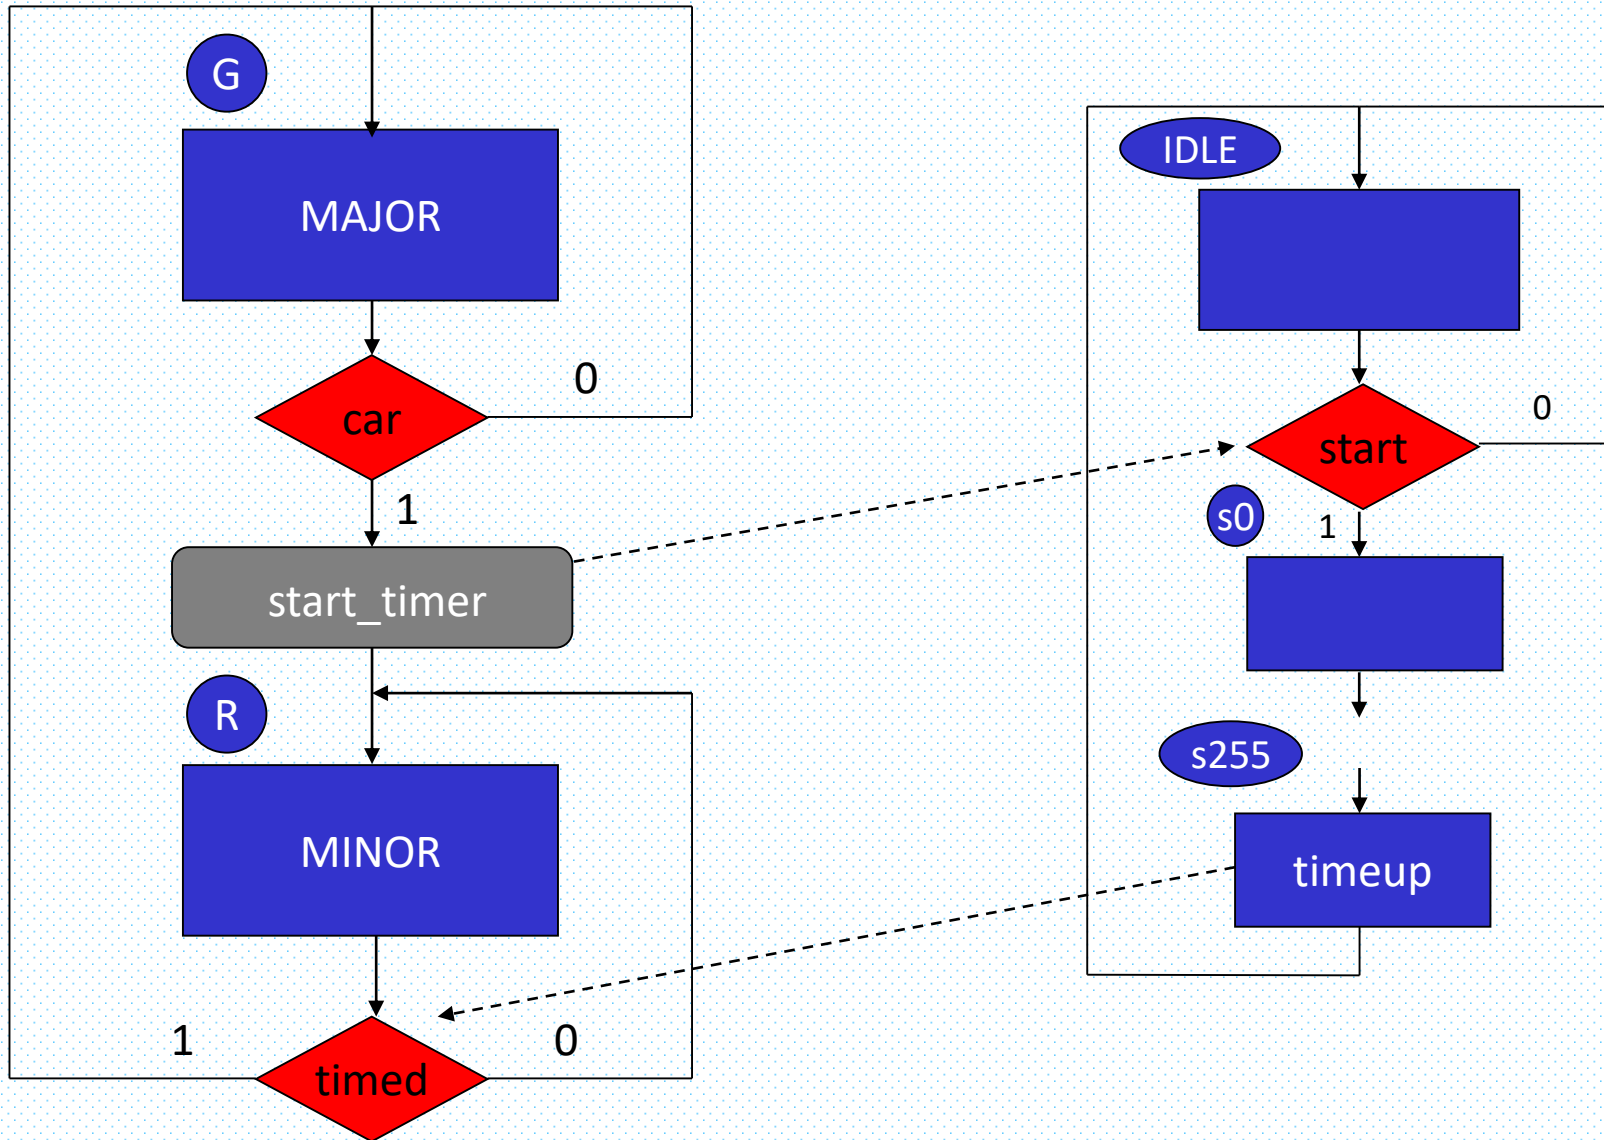 G
MAJOR
car
0
1
start_timer
R
MINOR
1
0
timed
IDLE
start
0
s0
1
s255
timeup